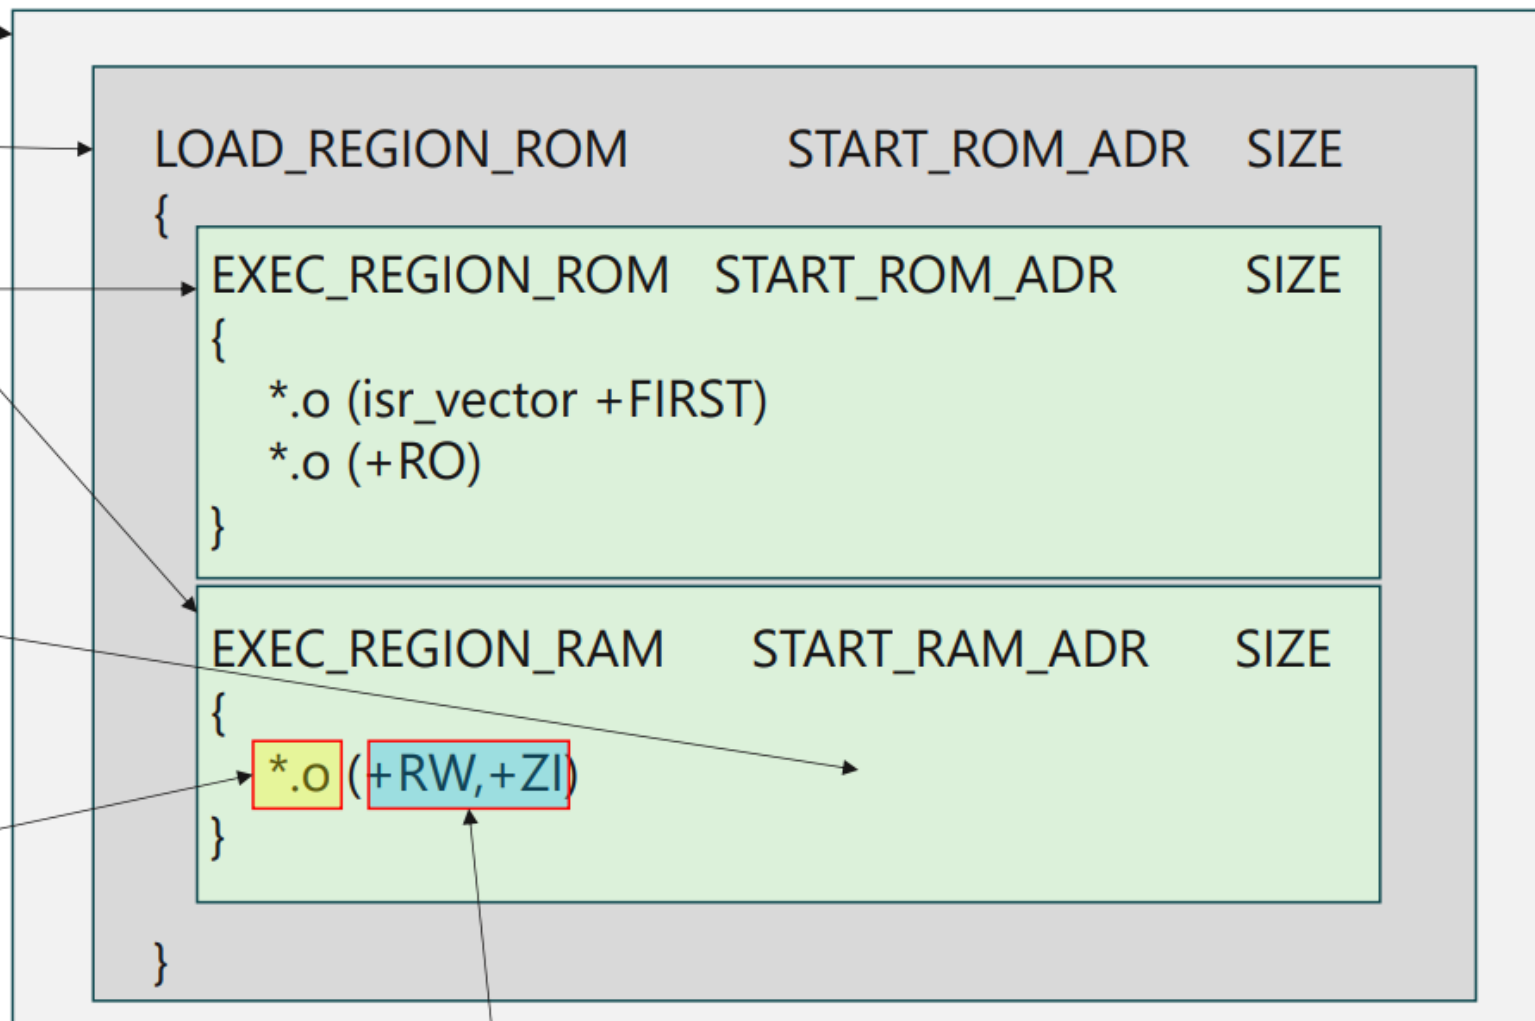 LOAD_REGION_ROM START_ROM_ADR SIZE
{
EXEC_REGION_ROM START_ROM_ADR SIZE
{
*.o (isr_vector +FIRST)
*.o (+RO)
}
EXEC_REGION_RAM START_RAM_ADR SIZE
{
*.o (+RW,+ZI)
}
}